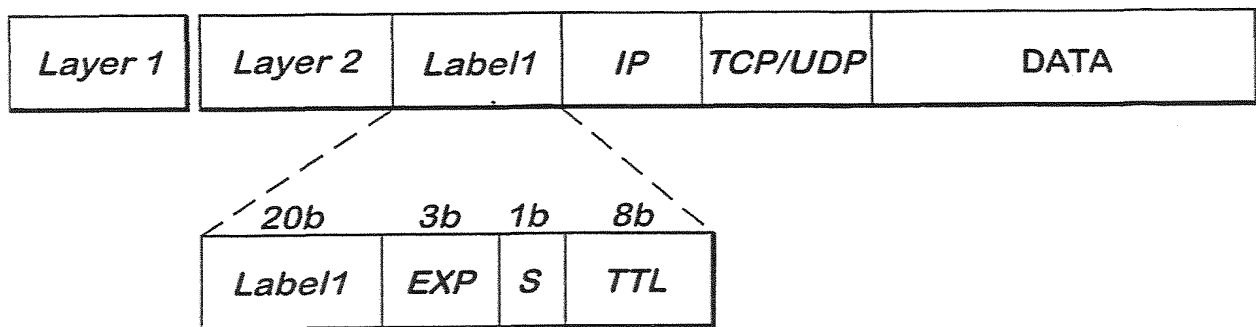 Layer 1 Layer 2 Label1 IP TCP/UDP DATA
20b 3b 1b 8b
Label1 EXP S TTL